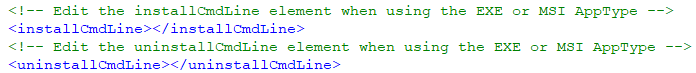 <!-- Edit the installCmdLine element when using the EXE or MSI AppType -->
<installCmdLine></installCmdLine>
<!-- Edit the uninstallCmdLine element when using the EXE or MSI AppType -->
<uninstallCmdLine></uninstallCmdLine>